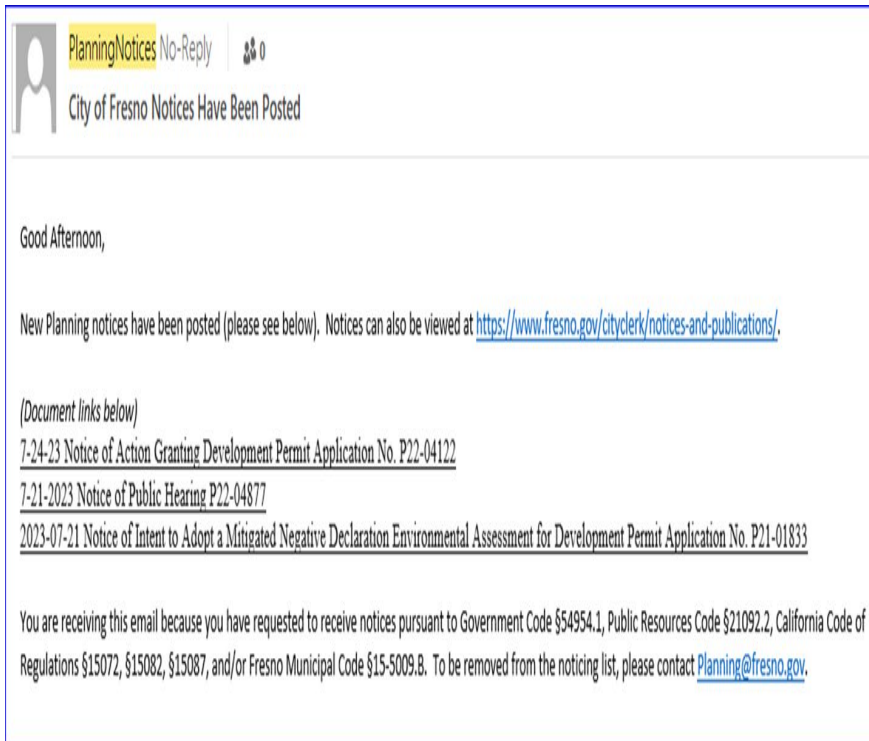 PlanningNotices No-Reply 0
City of Fresno Notices Have Been Posted
Good Afternoon,
New Planning notices have been posted (please see below). Notices can also be viewed at https://www.fresno.gov/cityclerk/notices-and-publications/.
(Document links below)
7-24-23 Notice of Action Granting Development Permit Application No. P22-04122
7-21-2023 Notice of Public Hearing P22-04877
2023-07-21 Notice of Intent to Adopt a Mitigated Negative Declaration Environmental Assessment for Development Permit Application No. P21-01833
You are receiving this email because you have requested to receive notices pursuant to Government Code §54954.1, Public Resources Code §21092.2, California Code of
Regulations §15072, §15082, §15087, and/or Fresno Municipal Code §15-5009.B. To be removed from the noticing list, please contact Planning@fresno.gov.